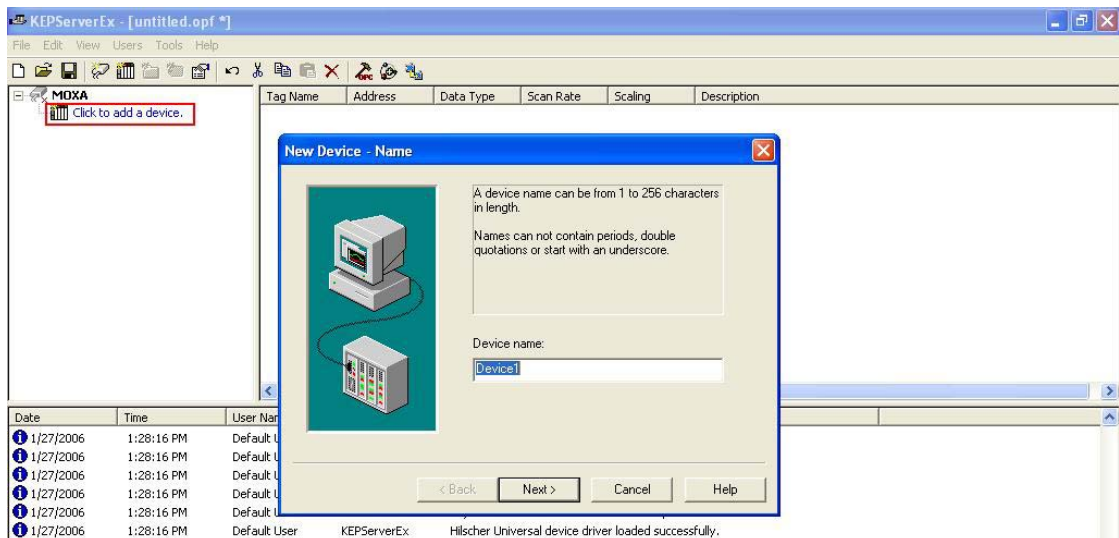 KEPServerEx - [untitled.opf *]
File Edit View Users Tools Help
OPC
MOXA
Click to add a device.
Tag Name Address Data Type Scan Rate Scaling Description
New Device - Name
A device name can be from 1 to 256 characters
in length.
Names can not contain periods, double
quotations or start with an underscore.
Device name:
Device1
< Back Next > Cancel Help
Date Time User Nam
1/27/2006 1:28:16 PM Default U
1/27/2006 1:28:16 PM Default U
1/27/2006 1:28:16 PM Default U
1/27/2006 1:28:16 PM Default U
1/27/2006 1:28:16 PM Default U
1/27/2006 1:28:16 PM Default User KEPServerEx Hilscher Universal device driver loaded successfully.